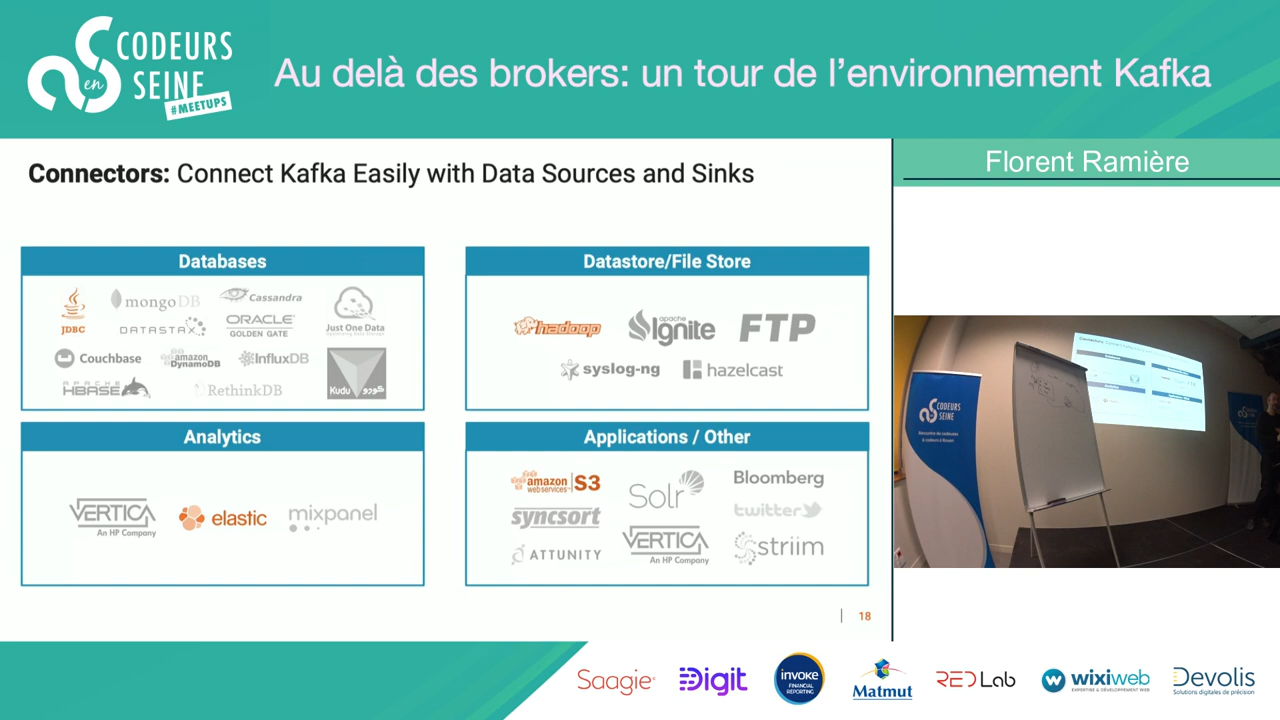 CODEURS
en
SEINE
#MEETUPS
Au delà des brokers: un tour de l'environnement Kafka
Florent Ramière
Connectors: Connect Kafka Easily with Data Sources and Sinks
Databases
JDBC
mongoDB
Cassandra
Just One Data
DATASTAX
ORACLE
GOLDEN GATE
Couchbase
amazon
DynamoDB
InfluxDB
APACHE
HBASE
RethinkDB
Kudu
Datastore/File Store
hadoop
apache
Ignite
FTP
syslog-ng
hazelcast
Analytics
VERTICA
An HP Company
elastic
mixpanel
Applications / Other
amazon
webservices
S3
Solr
Bloomberg
syncsort
twitter
ATTUNITY
VERTICA
An HP Company
striim
18
CODEURS
SEINE
Saagie
Digit
invoke
FINANCIAL
REPORTING
Matmut
RED Lab
wixiweb
EXPERTISE & DÉVELOPPEMENT WEB
Devolis
Solutions digitales de précision